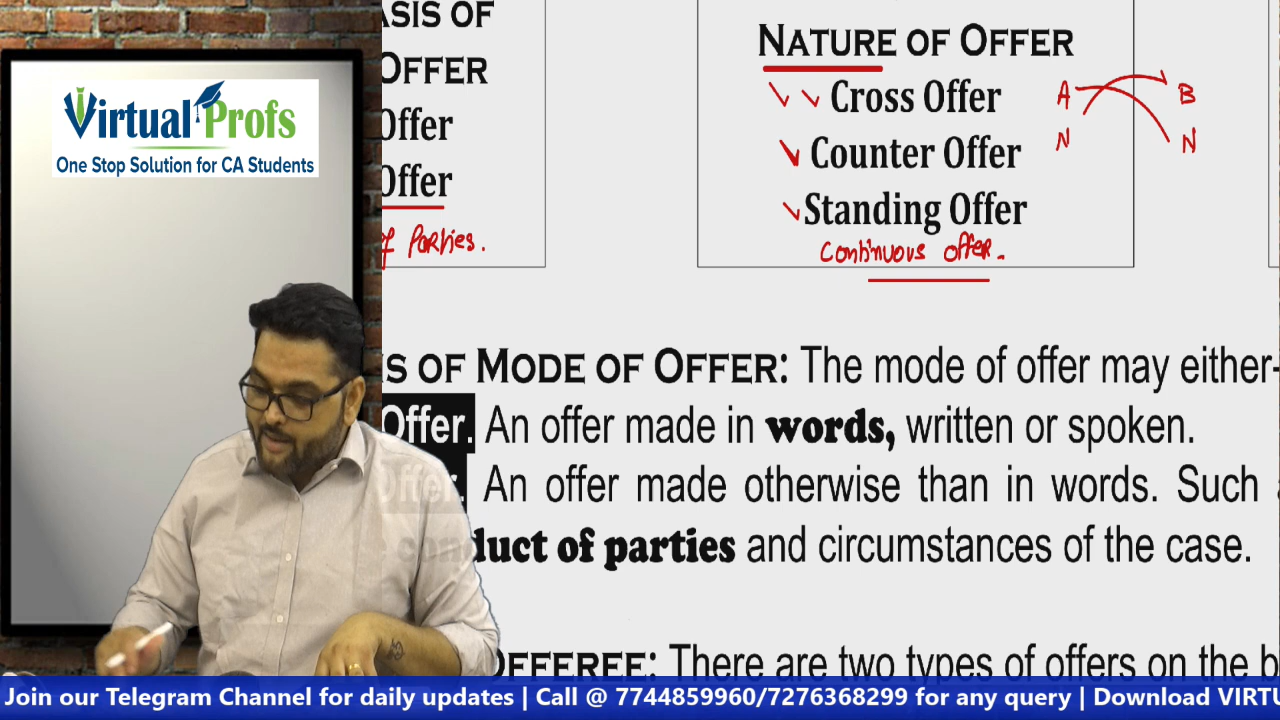 Virtual Profs
One Stop Solution for CA Students
ASIS OF
OFFER
Offer
Offer
of Parties.
NATURE OF OFFER
Cross Offer
Counter Offer
Standing Offer
Continuous offer.
A B
N N
S OF MODE OF OFFER: The mode of offer may either-
Offer. An offer made in words, written or spoken.
Offer. An offer made otherwise than in words. Such a
conduct of parties and circumstances of the case.
OFFEREE: There are two types of offers on the b
Join our Telegram Channel for daily updates | Call @ 7744859960/7276368299 for any query | Download VIRTU